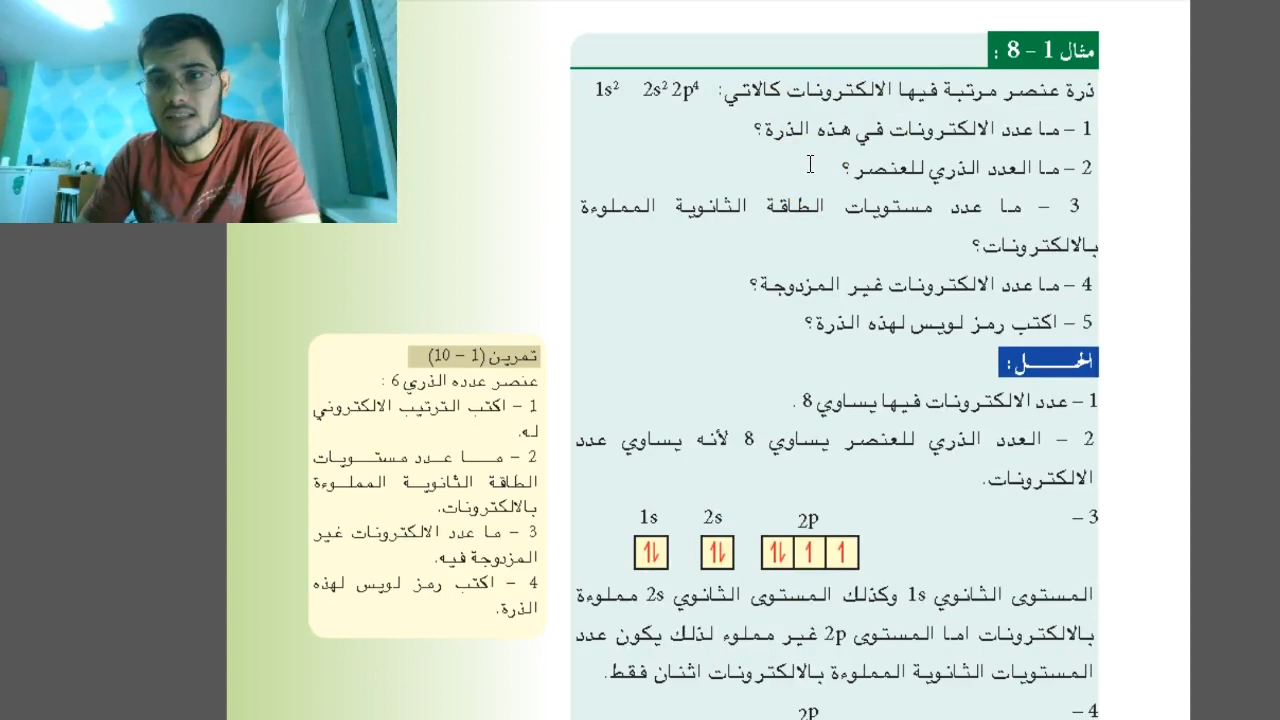 مثال 1 – 8 :
ذرة عنصر مرتبة فيها الالكترونات كالاتي: 1s² 2s² 2p⁴
1 – ما عدد الالكترونات في هذه الذرة؟
2 – ما العدد الذري للعنصر؟
3 – ما عدد مستويات الطاقة الثانوية المملوءة
بالالكترونات؟
4 – ما عدد الالكترونات غير المزدوجة؟
5 – اكتب رمز لويس لهذه الذرة؟
الحل :
1 – عدد الالكترونات فيها يساوي 8 .
2 – العدد الذري للعنصر يساوي 8 لأنه يساوي عدد
الالكترونات.
3 –
1s 2s 2p
المستوى الثانوي 1s وكذلك المستوى الثانوي 2s مملوءة
بالالكترونات اما المستوى 2p غير مملوء لذلك يكون عدد
المستويات الثانوية المملوءة بالالكترونات اثنان فقط.
4 –
2p
تمرين (1 – 10)
عنصر عدده الذري 6 :
1 – اكتب الترتيب الالكتروني
له.
2 – ما عدد مستويات
الطاقة الثانوية المملوءة
بالالكترونات.
3 – ما عدد الالكترونات غير
المزدوجة فيه.
4 – اكتب رمز لويس لهذه
الذرة.